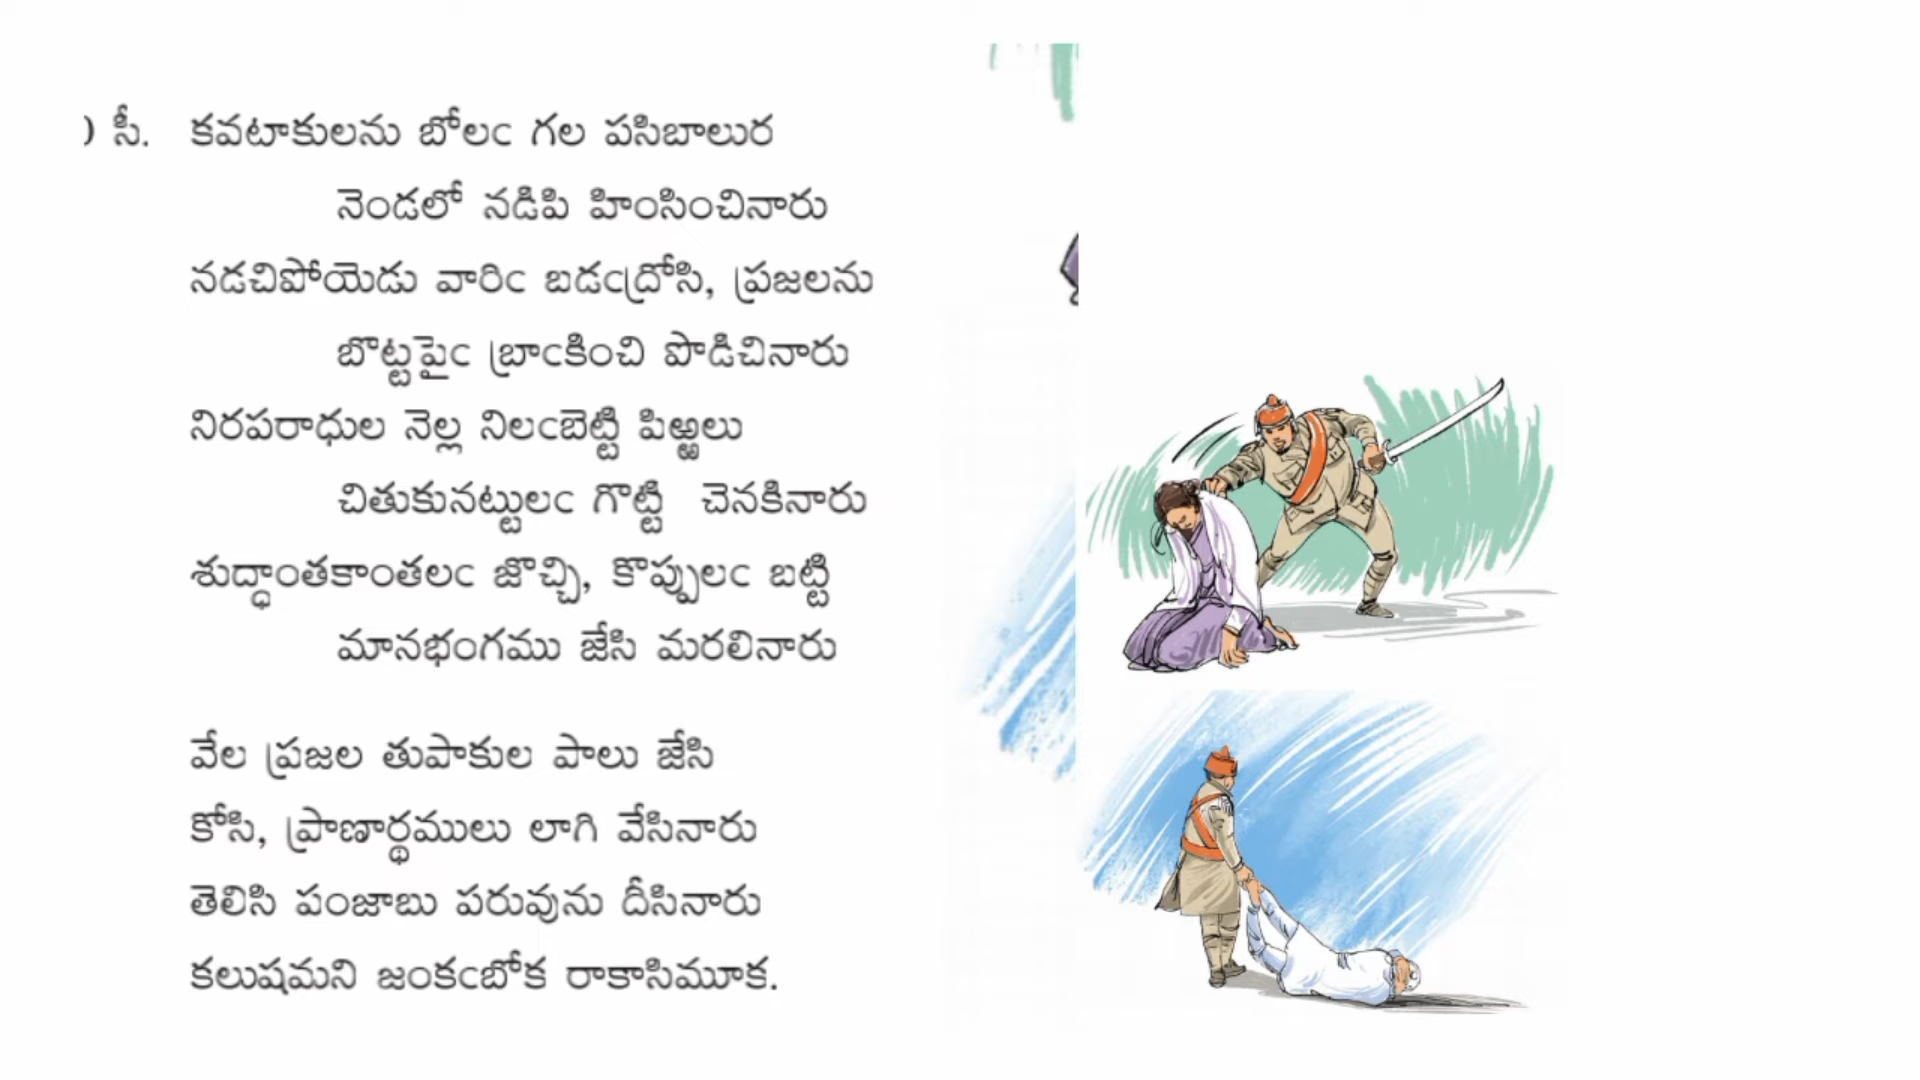 ) సీ. కవటాకులను బోలఁ గల పసిబాలుర
నెండలో నడిపి హింసించినారు
నడచిపోయెడు వారిఁ బడఁద్రోసి, ప్రజలను
బొట్టపైఁ బ్రాఁకించి పొడిచినారు
నిరపరాధుల నెల్ల నిలఁబెట్టి పిఱ్ఱలు
చితుకునట్టులఁ గొట్టి చెనకినారు
శుద్ధాంతకాంతలఁ జొచ్చి, కొప్పులఁ బట్టి
మానభంగము జేసి మరలినారు
వేల ప్రజల తుపాకుల పాలు జేసి
కోసి, ప్రాణార్థములు లాగి వేసినారు
తెలిసి పంజాబు పరువును దీసినారు
కలుషమని జంకఁబోక రాకాసిమూక.